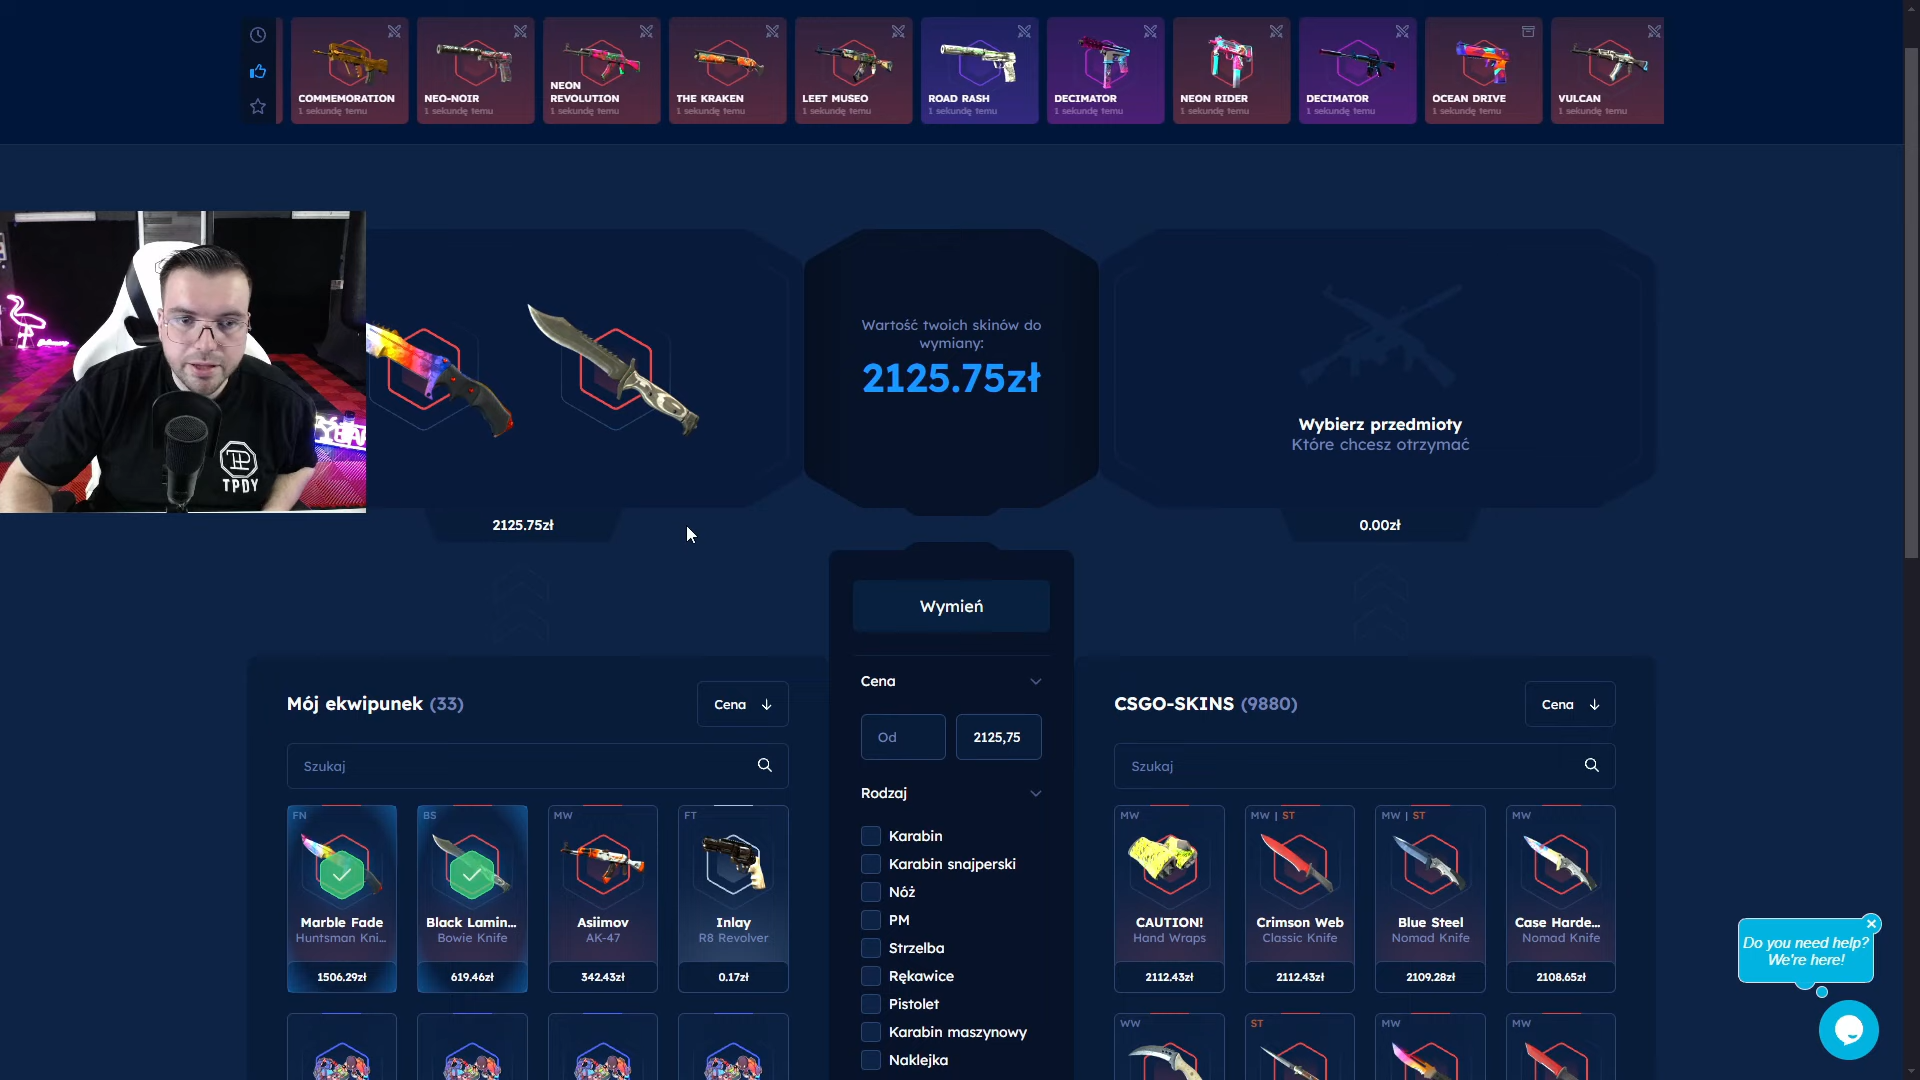 COMMEMORATION
1 sekundę temu
NEO-NOIR
1 sekundę temu
NEON
REVOLUTION
1 sekundę temu
THE KRAKEN
1 sekundę temu
LEET MUSEO
1 sekundę temu
ROAD RASH
1 sekundę temu
DECIMATOR
1 sekundę temu
NEON RIDER
1 sekundę temu
DECIMATOR
1 sekundę temu
OCEAN DRIVE
1 sekundę temu
VULCAN
1 sekundę temu
TPDY
Wartość twoich skinów do
wymiany:
2125.75zł
Wybierz przedmioty
Które chcesz otrzymać
2125.75zł
0.00zł
Wymień
Mój ekwipunek (33)
Cena
Szukaj
FN
Marble Fade
Huntsman Kni...
1506.29zł
BS
Black Lamin...
Bowie Knife
619.46zł
MW
Asiimov
AK-47
342.43zł
FT
Inlay
R8 Revolver
0.17zł
Cena
Od
2125,75
Rodzaj
Karabin
Karabin snajperski
Nóż
PM
Strzelba
Rękawice
Pistolet
Karabin maszynowy
Naklejka
CSGO-SKINS (9880)
Cena
Szukaj
MW
CAUTION!
Hand Wraps
2112.43zł
MW | ST
Crimson Web
Classic Knife
2112.43zł
MW | ST
Blue Steel
Nomad Knife
2109.28zł
MW
Case Harde...
Nomad Knife
2108.65zł
WW
ST
MW
MW
Do you need help?
We're here!